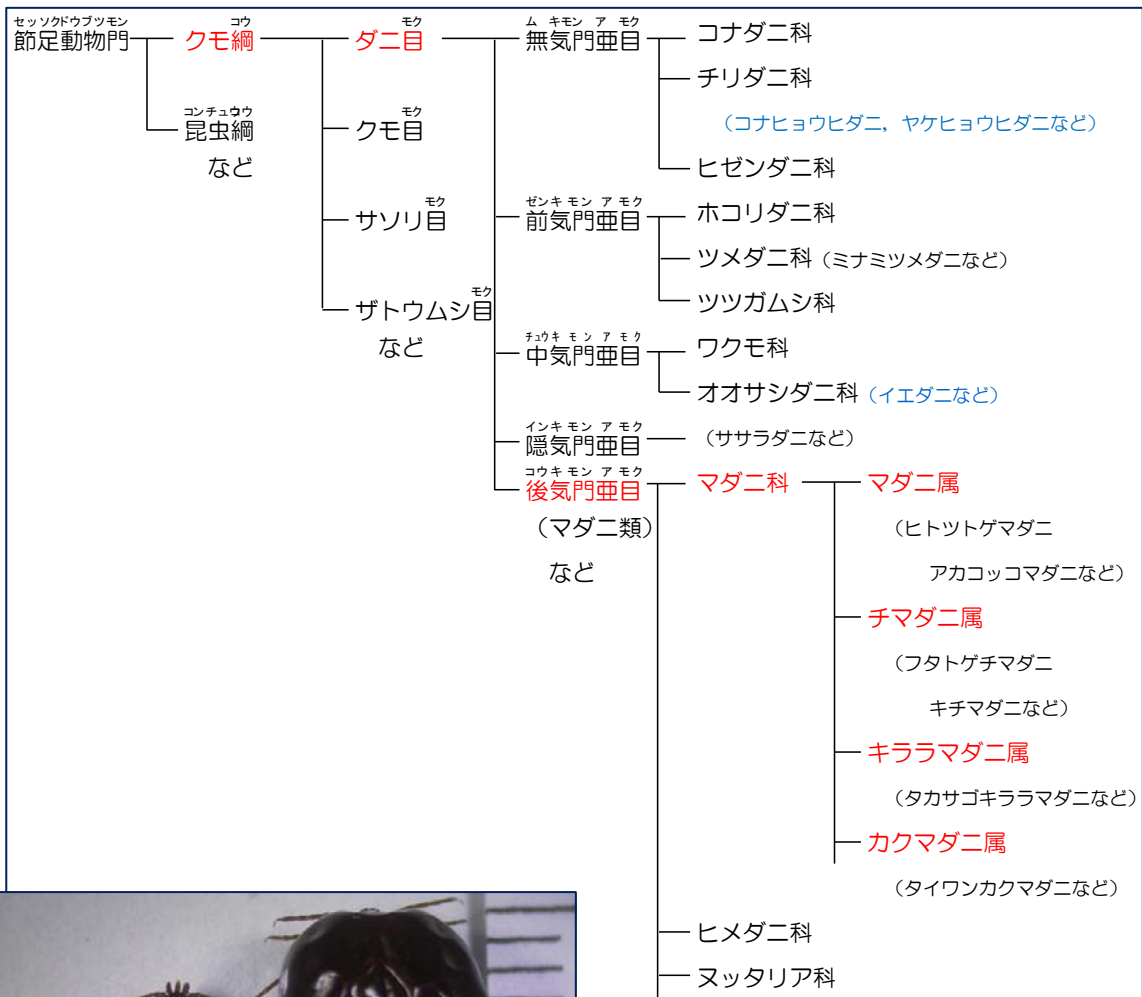 セッソクドウブツモン コウ モク ム キモン ア モク
節足動物門 クモ綱 ダニ目 無気門亜目 コナダニ科
チリダニ科
コンチュウコウ モク
昆虫綱 クモ目 (コナヒョウヒダニ, ヤケヒョウヒダニなど)
など ヒゼンダニ科
モク ゼンキ モン ア モク
サソリ目 前気門亜目 ホコリダニ科
ツメダニ科(ミナミツメダニなど)
モク
ザトウムシ目 ツツガムシ科
など
チュウキ モン ア モク
中気門亜目 ワクモ科
オオサシダニ科(イエダニなど)
インキ モン ア モク
隠気門亜目 (ササラダニなど)
コウキ モン ア モク
後気門亜目 マダニ科 マダニ属
(マダニ類) (ヒトツトゲマダニ
など アカコッコマダニなど)
チマダニ属
(フタトゲチマダニ
キチマダニなど)
キララマダニ属
(タカサゴキララマダニなど)
カクマダニ属
(タイワンカクマダニなど)
ヒメダニ科
ヌッタリア科